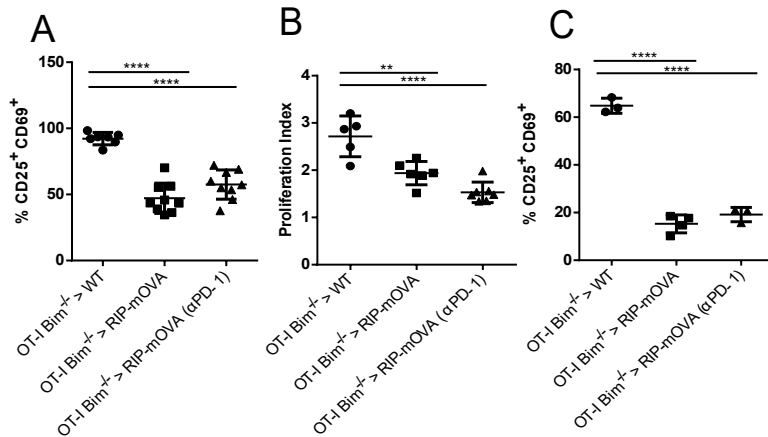 A
****
****
150
100
50
0
% CD25⁺ CD69⁺
OT-I Bim⁻/⁻ > WT
OT-I Bim⁻/⁻ > RIP-mOVA
OT-I Bim⁻/⁻ > RIP-mOVA (αPD-1)
B
**
****
4
3
2
1
0
Proliferation Index
OT-I Bim⁻/⁻ > WT
OT-I Bim⁻/⁻ > RIP-mOVA
OT-I Bim⁻/⁻ > RIP-mOVA (αPD-1)
C
****
****
80
60
40
20
0
% CD25⁺ CD69⁺
OT-I Bim⁻/⁻ > WT
OT-I Bim⁻/⁻ > RIP-mOVA
OT-I Bim⁻/⁻ > RIP-mOVA (αPD-1)